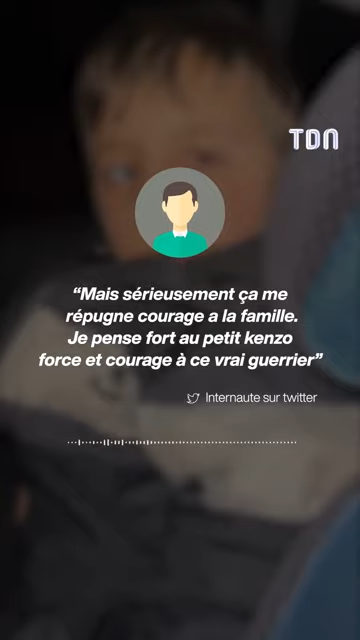 TDN
“Mais sérieusement ça me
répugne courage a la famille.
Je pense fort au petit kenzo
force et courage à ce vrai guerrier”
Internaute sur twitter